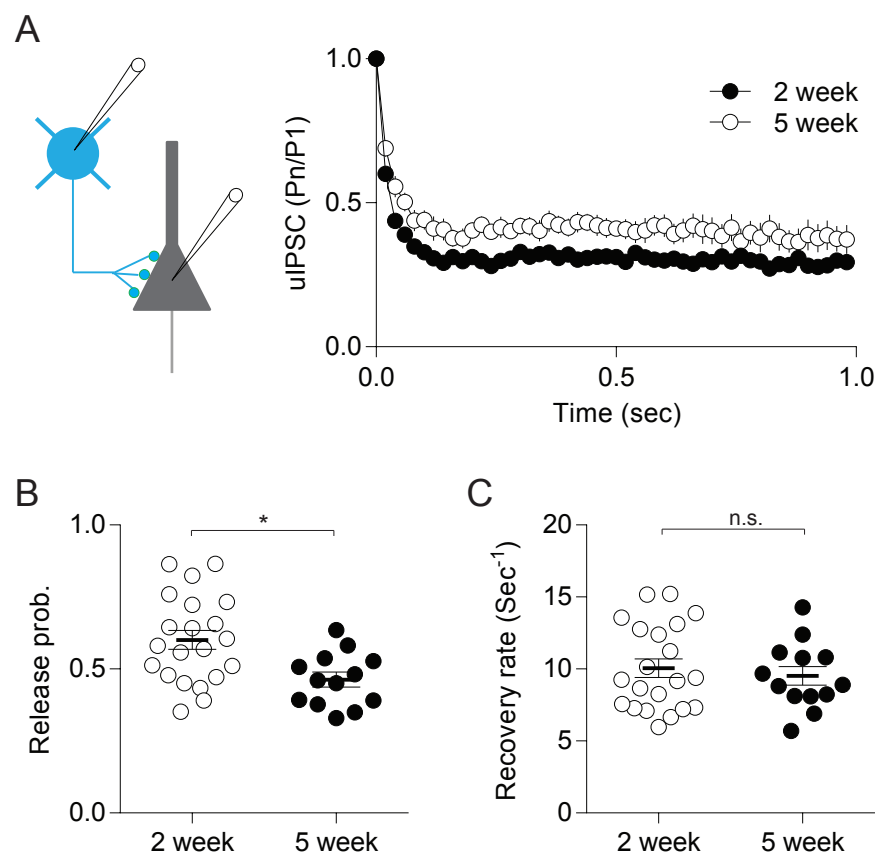 A
uIPSC (Pn/P1)
1.0
0.5
0.0
0.0
0.5
1.0
Time (sec)
2 week
5 week
B
Release prob.
1.0
0.5
0.0
*
2 week
5 week
C
Recovery rate (Sec⁻¹)
20
15
10
5
0
n.s.
2 week
5 week